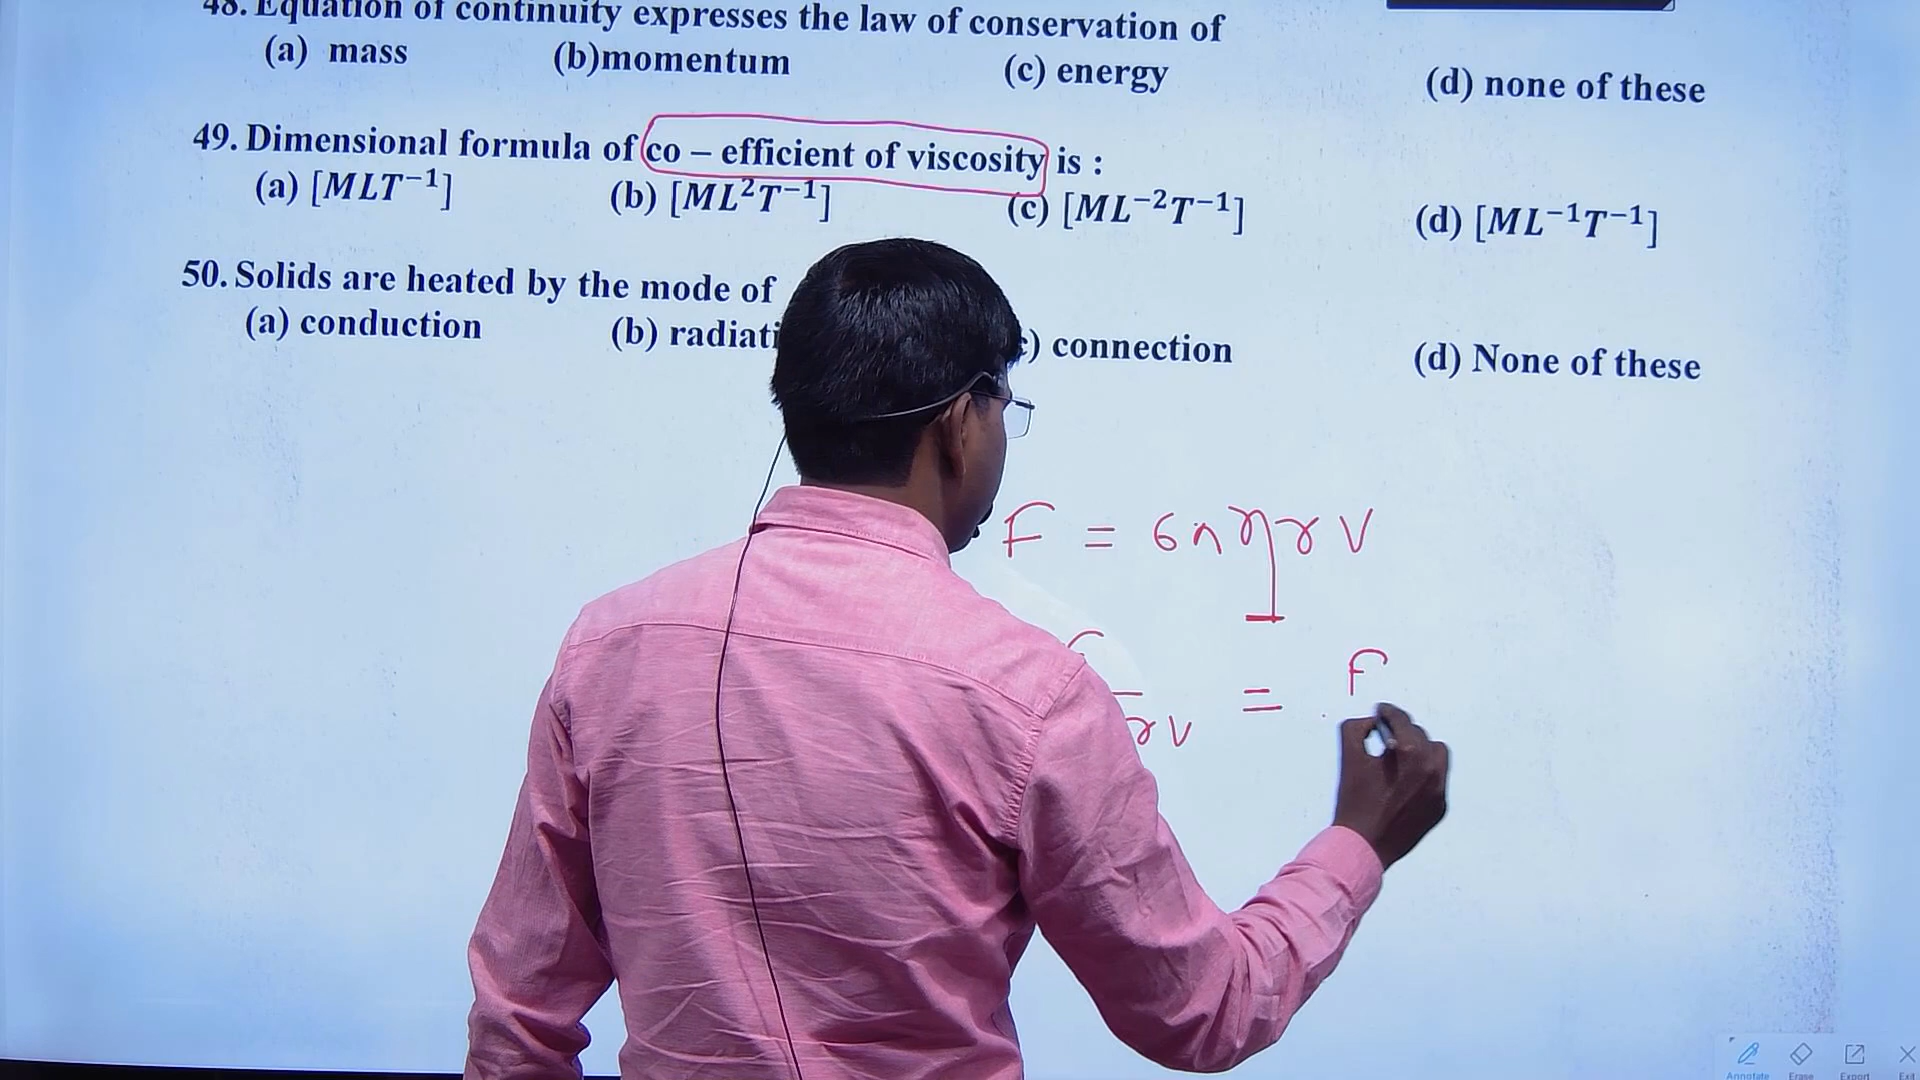 48. Equation of continuity expresses the law of conservation of
(a) mass (b)momentum (c) energy (d) none of these
49. Dimensional formula of co – efficient of viscosity is :
(a) [MLT⁻¹] (b) [ML²T⁻¹] (c) [ML⁻²T⁻¹] (d) [ML⁻¹T⁻¹]
50. Solids are heated by the mode of
(a) conduction (b) radiati c) connection (d) None of these
F = 6πηrv
rv = F
Annotate Erase Export Exit